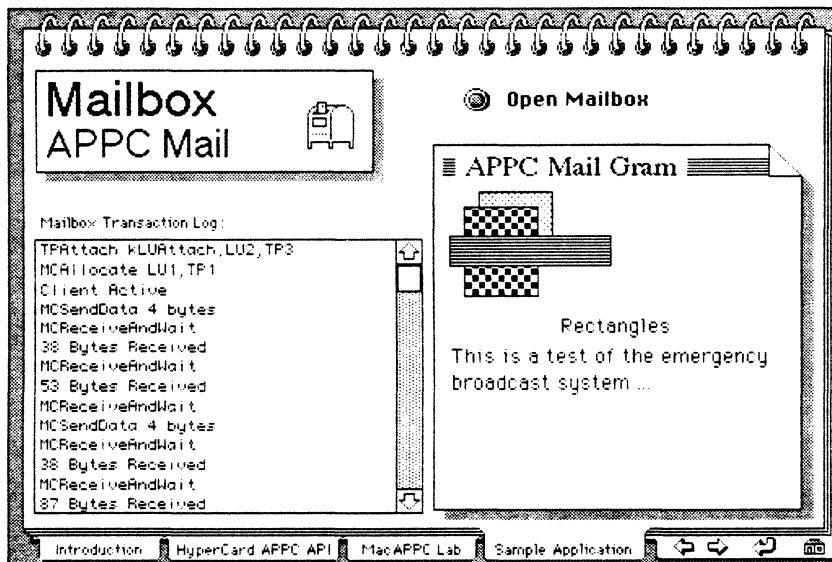 Mailbox
APPC Mail
Open Mailbox
APPC Mail Gram
Mailbox Transaction Log:
TPAttach kLUAttach,LU2,TP3
MCAllocate LU1,TP1
Client Active
MCSendData 4 bytes
MCReceiveAndWait
38 Bytes Received
MCReceiveAndWait
53 Bytes Received
MCReceiveAndWait
MCSendData 4 bytes
MCReceiveAndWait
38 Bytes Received
MCReceiveAndWait
87 Bytes Received
Rectangles
This is a test of the emergency
broadcast system ...
Introduction
HyperCard APPC API
MacAPPC Lab
Sample Application